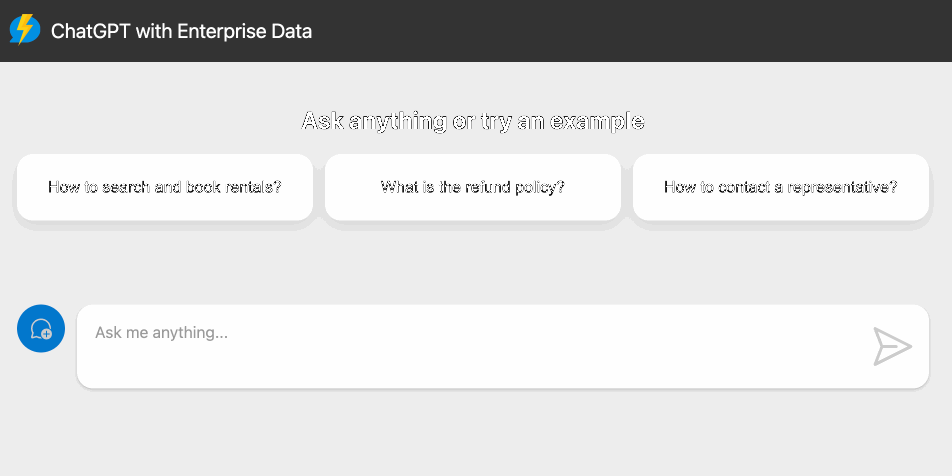 ChatGPT with Enterprise Data
Ask anything or try an example
How to search and book rentals?
What is the refund policy?
How to contact a representative?
Ask me anything...